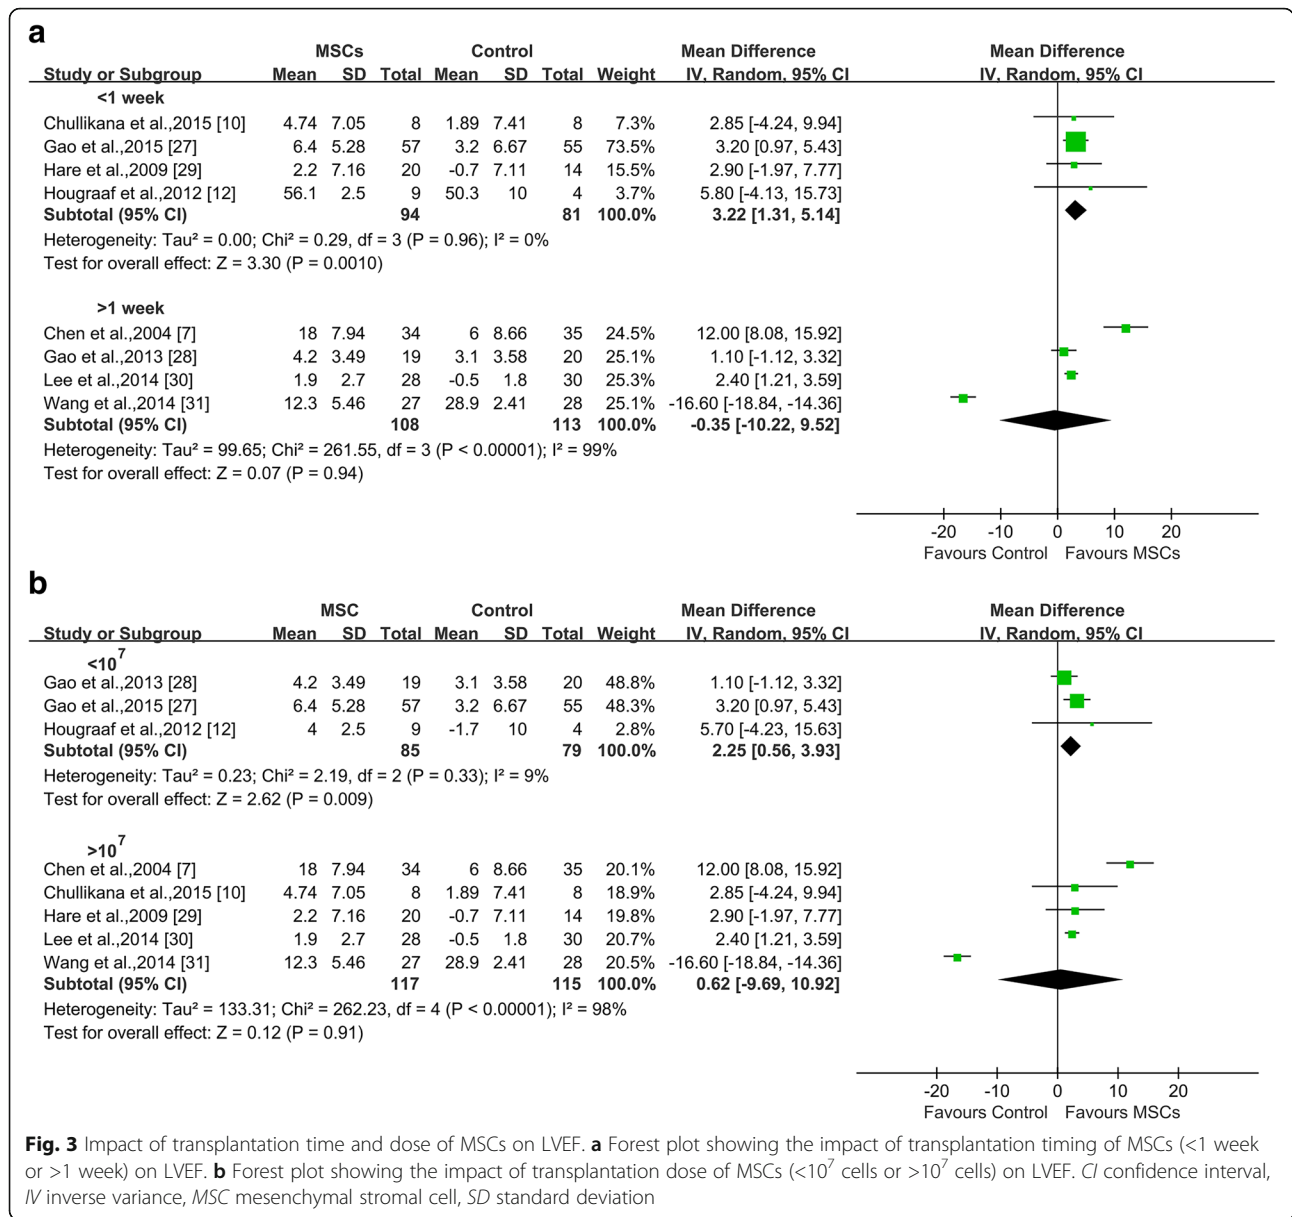 a
MSCs Control Mean Difference Mean Difference
Study or Subgroup Mean SD Total Mean SD Total Weight IV, Random, 95% CI IV, Random, 95% CI
<1 week
Chullikana et al.,2015 [10] 4.74 7.05 8 1.89 7.41 8 7.3% 2.85 [-4.24, 9.94]
Gao et al.,2015 [27] 6.4 5.28 57 3.2 6.67 55 73.5% 3.20 [0.97, 5.43]
Hare et al.,2009 [29] 2.2 7.16 20 -0.7 7.11 14 15.5% 2.90 [-1.97, 7.77]
Hougraaf et al.,2012 [12] 56.1 2.5 9 50.3 10 4 3.7% 5.80 [-4.13, 15.73]
Subtotal (95% CI) 94 81 100.0% 3.22 [1.31, 5.14]
Heterogeneity: Tau² = 0.00; Chi² = 0.29, df = 3 (P = 0.96); I² = 0%
Test for overall effect: Z = 3.30 (P = 0.0010)
>1 week
Chen et al.,2004 [7] 18 7.94 34 6 8.66 35 24.5% 12.00 [8.08, 15.92]
Gao et al.,2013 [28] 4.2 3.49 19 3.1 3.58 20 25.1% 1.10 [-1.12, 3.32]
Lee et al.,2014 [30] 1.9 2.7 28 -0.5 1.8 30 25.3% 2.40 [1.21, 3.59]
Wang et al.,2014 [31] 12.3 5.46 27 28.9 2.41 28 25.1% -16.60 [-18.84, -14.36]
Subtotal (95% CI) 108 113 100.0% -0.35 [-10.22, 9.52]
Heterogeneity: Tau² = 99.65; Chi² = 261.55, df = 3 (P < 0.00001); I² = 99%
Test for overall effect: Z = 0.07 (P = 0.94)
-20 -10 0 10 20
Favours Control Favours MSCs
b
MSC Control Mean Difference Mean Difference
Study or Subgroup Mean SD Total Mean SD Total Weight IV, Random, 95% CI IV, Random, 95% CI
<10⁷
Gao et al.,2013 [28] 4.2 3.49 19 3.1 3.58 20 48.8% 1.10 [-1.12, 3.32]
Gao et al.,2015 [27] 6.4 5.28 57 3.2 6.67 55 48.3% 3.20 [0.97, 5.43]
Hougraaf et al.,2012 [12] 4 2.5 9 -1.7 10 4 2.8% 5.70 [-4.23, 15.63]
Subtotal (95% CI) 85 79 100.0% 2.25 [0.56, 3.93]
Heterogeneity: Tau² = 0.23; Chi² = 2.19, df = 2 (P = 0.33); I² = 9%
Test for overall effect: Z = 2.62 (P = 0.009)
>10⁷
Chen et al.,2004 [7] 18 7.94 34 6 8.66 35 20.1% 12.00 [8.08, 15.92]
Chullikana et al.,2015 [10] 4.74 7.05 8 1.89 7.41 8 18.9% 2.85 [-4.24, 9.94]
Hare et al.,2009 [29] 2.2 7.16 20 -0.7 7.11 14 19.8% 2.90 [-1.97, 7.77]
Lee et al.,2014 [30] 1.9 2.7 28 -0.5 1.8 30 20.7% 2.40 [1.21, 3.59]
Wang et al.,2014 [31] 12.3 5.46 27 28.9 2.41 28 20.5% -16.60 [-18.84, -14.36]
Subtotal (95% CI) 117 115 100.0% 0.62 [-9.69, 10.92]
Heterogeneity: Tau² = 133.31; Chi² = 262.23, df = 4 (P < 0.00001); I² = 98%
Test for overall effect: Z = 0.12 (P = 0.91)
-20 -10 0 10 20
Favours Control Favours MSCs
Fig. 3 Impact of transplantation time and dose of MSCs on LVEF. a Forest plot showing the impact of transplantation timing of MSCs (<1 week
or >1 week) on LVEF. b Forest plot showing the impact of transplantation dose of MSCs (<10⁷ cells or >10⁷ cells) on LVEF. CI confidence interval,
IV inverse variance, MSC mesenchymal stromal cell, SD standard deviation